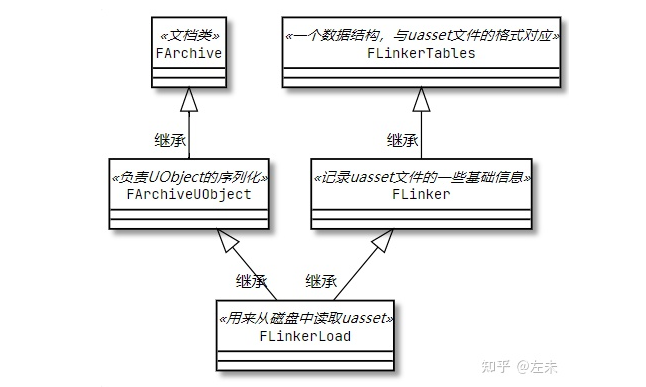 «文档类»
FArchive
«一个数据结构，与uasset文件的格式对应»
FLinkerTables
继承
继承
«负责UObject的序列化»
FArchiveUObject
«记录uasset文件的一些基础信息»
FLinker
继承
继承
«用来从磁盘中读取uasset»
FLinkerLoad
知乎 @左未